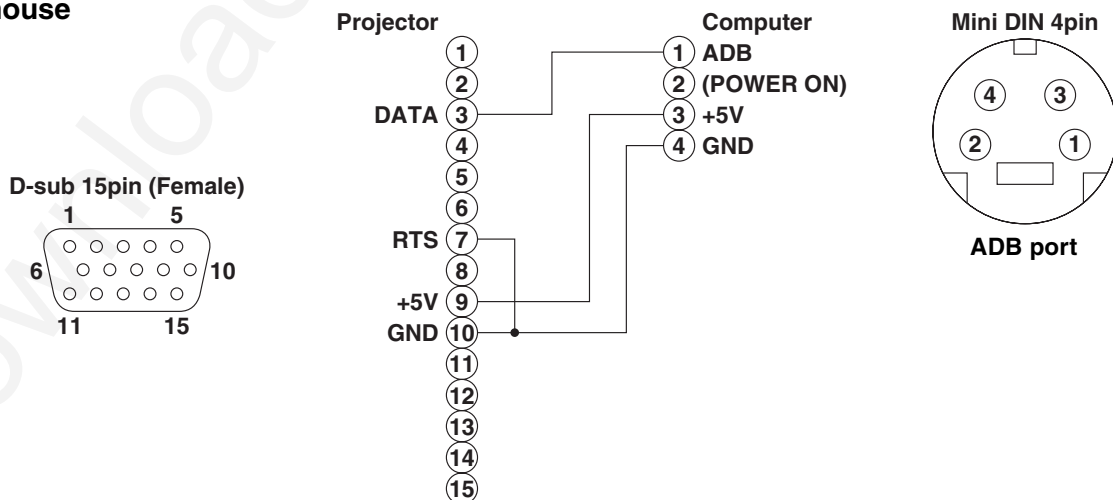 Projector
Computer
Mini DIN 4pin
1
2
DATA 3
4
5
6
RTS 7
8
+5V 9
GND 10
11
12
13
14
15
1 ADB
2 (POWER ON)
3 +5V
4 GND
4 3
2 1
ADB port
D-sub 15pin (Female)
1 5
6 10
11 15